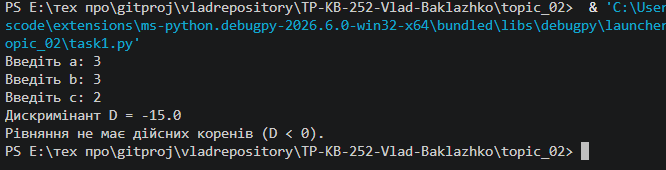 PS E:\тех про\gitproj\vladrepository\TP-KB-252-Vlad-Baklazhko\topic_02>  & 'C:\User
scode\extensions\ms-python.debugpy-2026.6.0-win32-x64\bundled\libs\debugpy\launcher
opic_02\task1.py'
Введіть a: 3
Введіть b: 3
Введіть c: 2
Дискримінант D = -15.0
Рівняння не має дійсних коренів (D < 0).
PS E:\тех про\gitproj\vladrepository\TP-KB-252-Vlad-Baklazhko\topic_02>